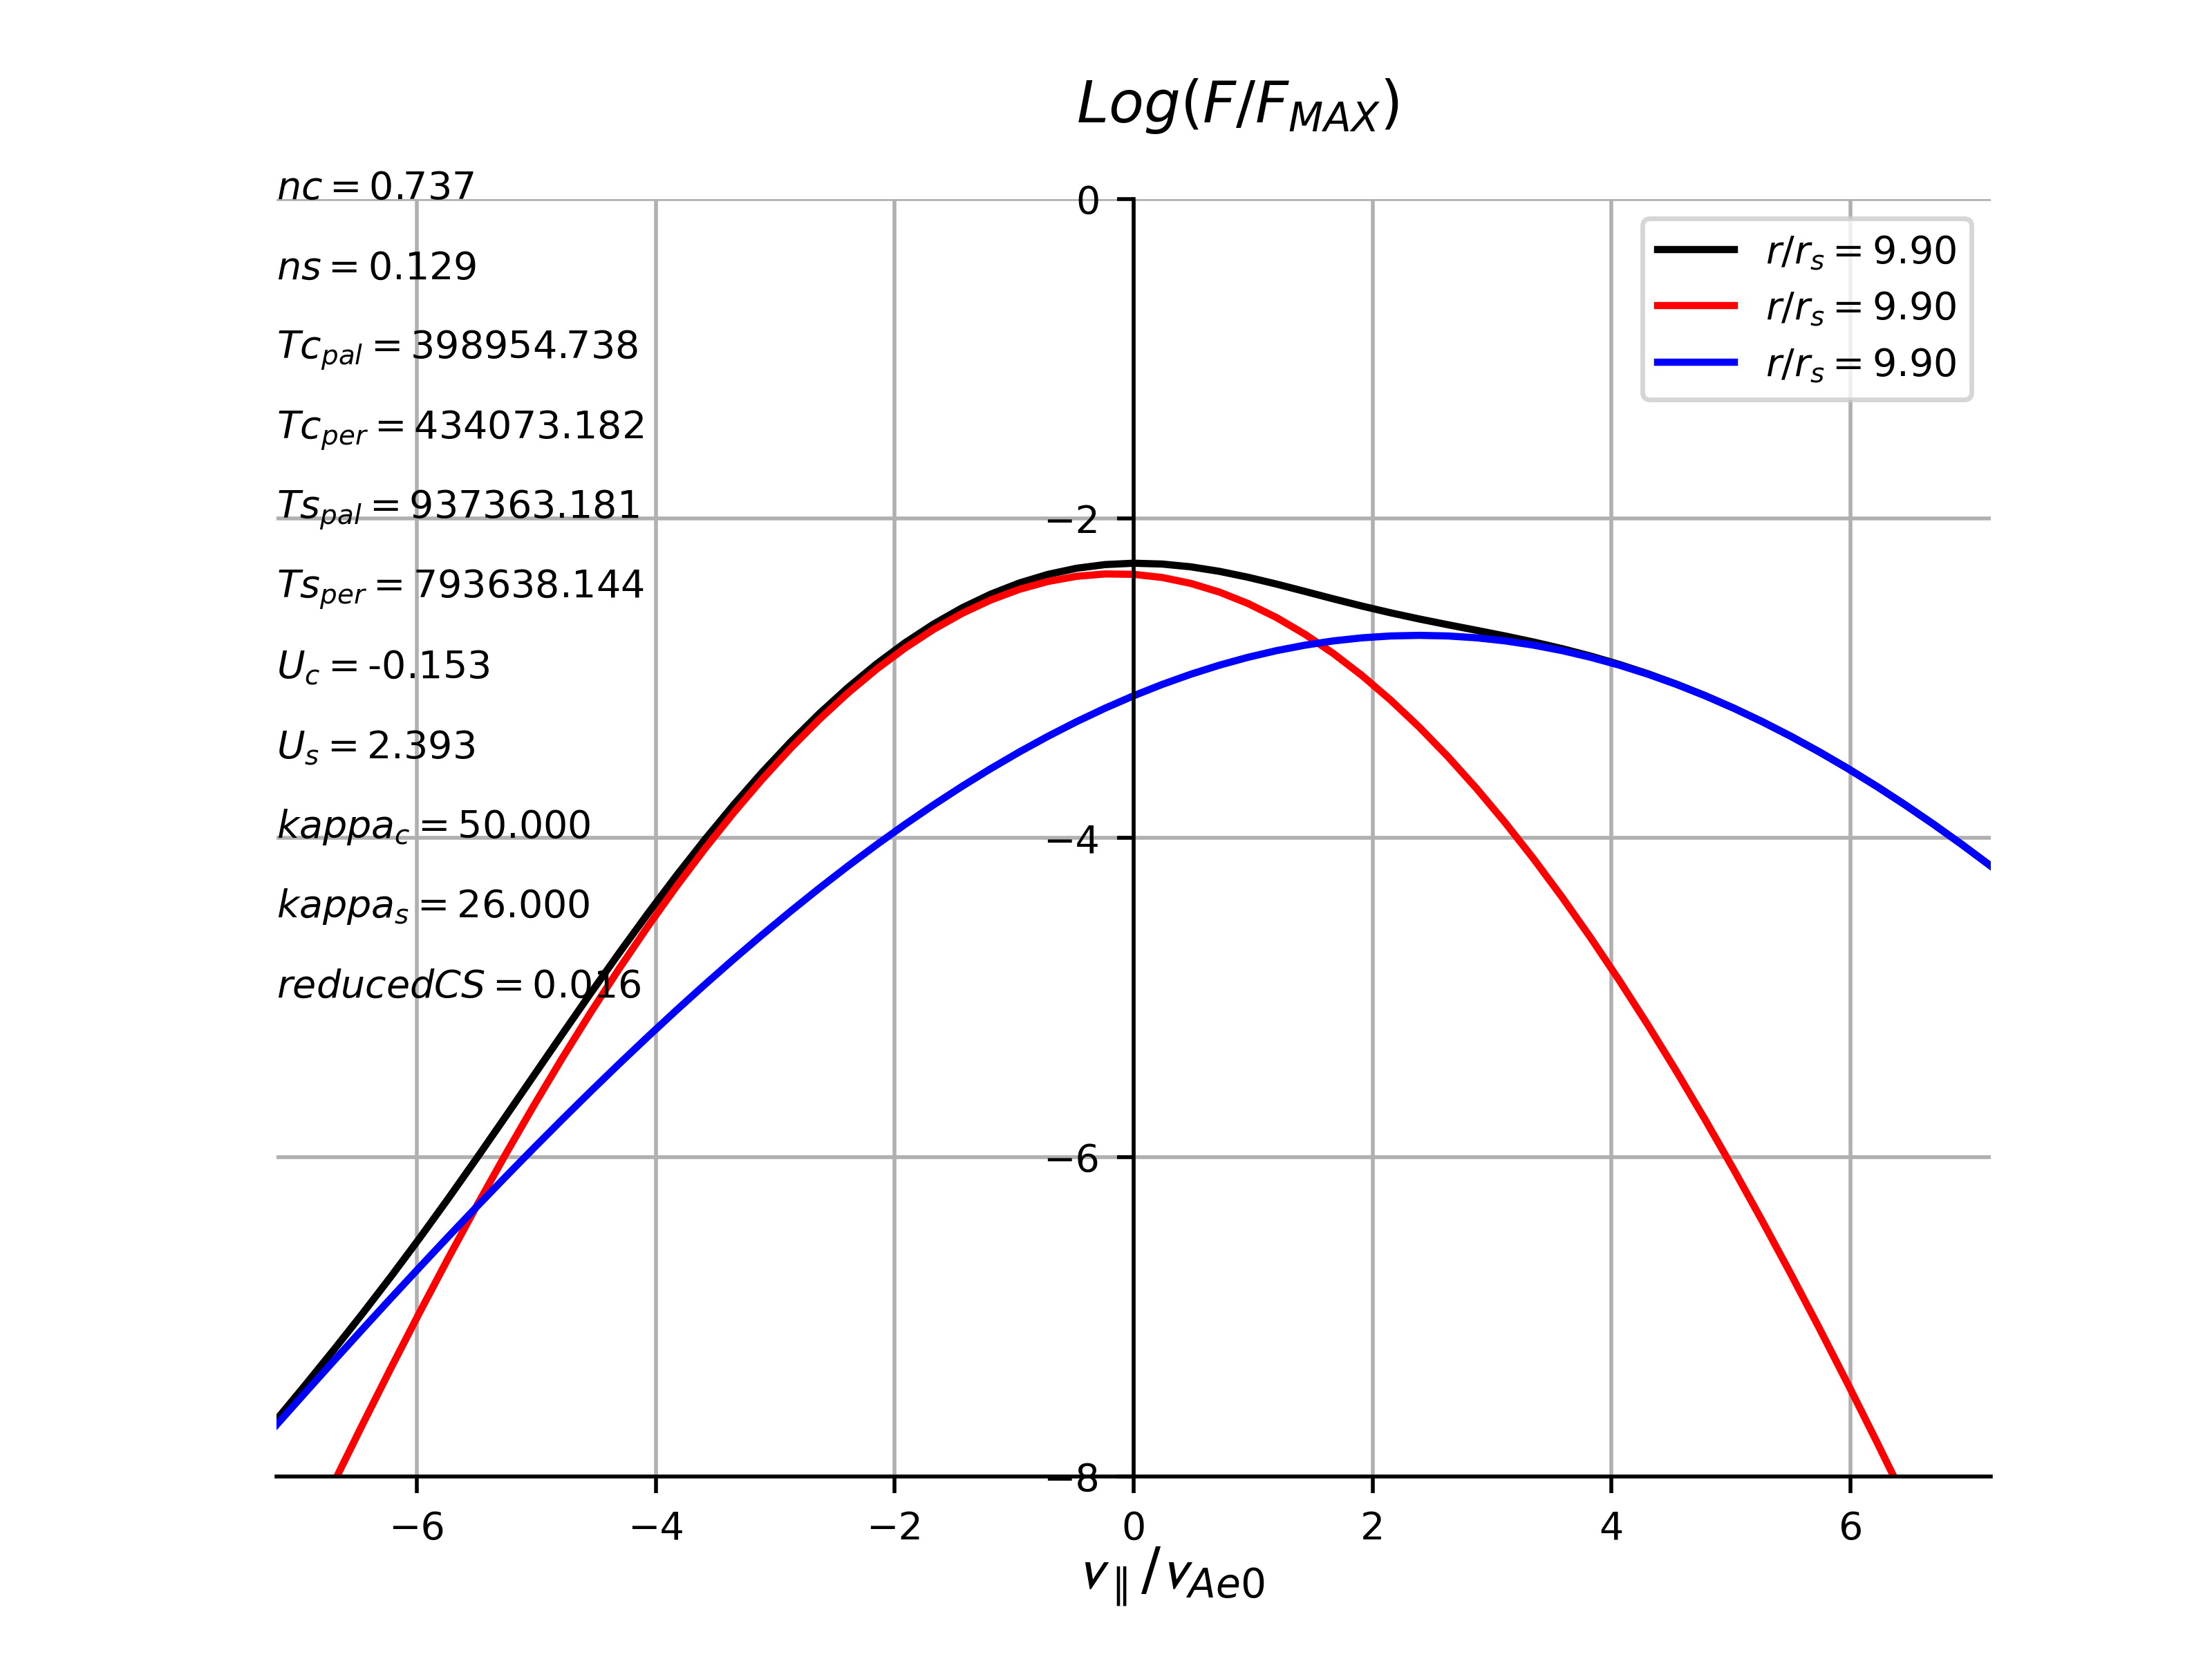 Log(F/F_MAX)
nc = 0.737
ns = 0.129
Tc_pal = 398954.738
Tc_per = 434073.182
Ts_pal = 937363.181
Ts_per = 793638.144
U_c = -0.153
U_s = 2.393
kappa_c = 50.000
kappa_s = 26.000
reducedCS = 0.016
r/r_s = 9.90
r/r_s = 9.90
r/r_s = 9.90
0
−2
−4
−6
−8
−6 −4 −2 0 2 4 6
v_∥/v_Ae0